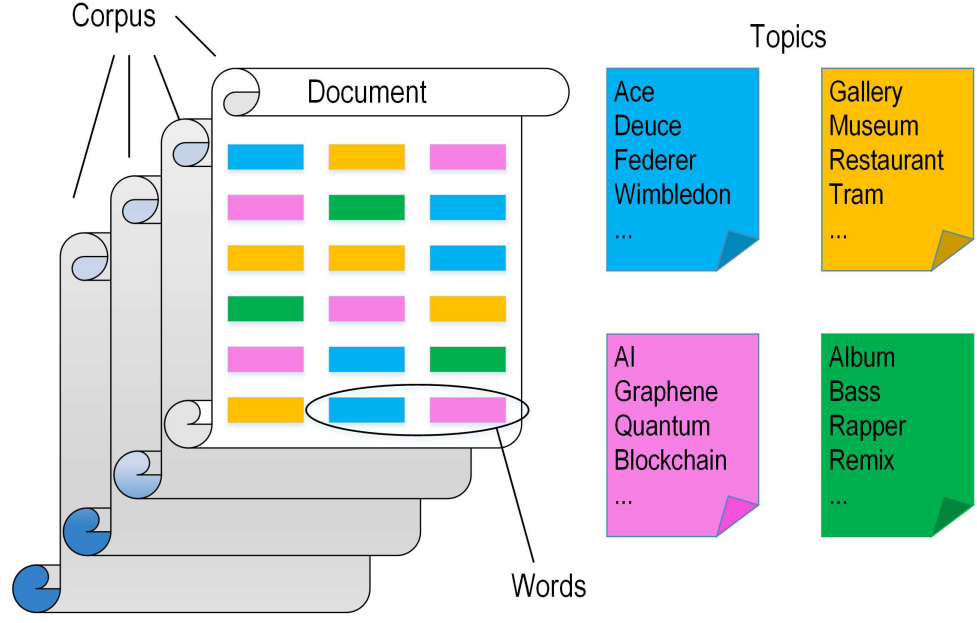 Corpus
Document
Words
Topics
Ace
Deuce
Federer
Wimbledon
...
Gallery
Museum
Restaurant
Tram
...
AI
Graphene
Quantum
Blockchain
...
Album
Bass
Rapper
Remix
...